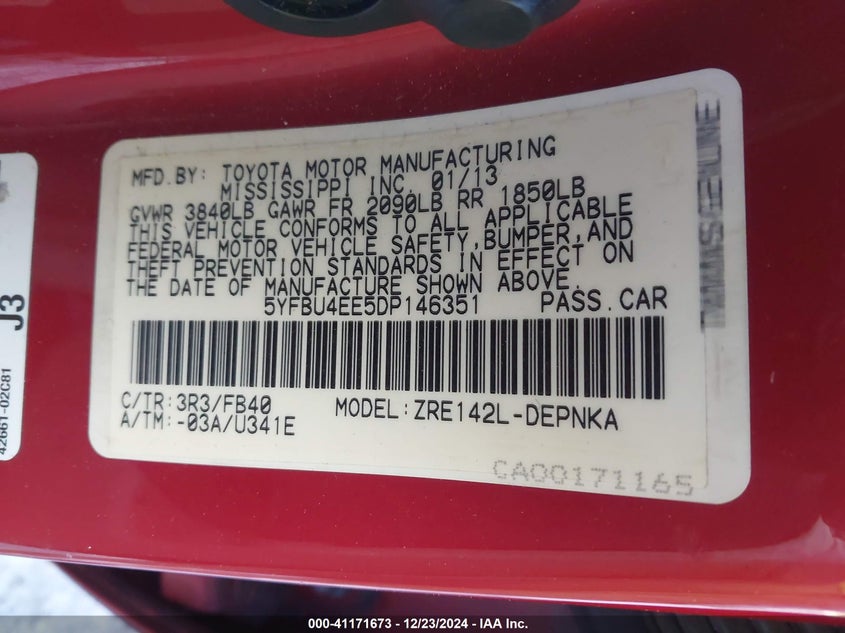 MFD.BY: TOYOTA MOTOR MANUFACTURING
MISSISSIPPI INC. 01/13
GVWR 3840LB GAWR FR 2090LB RR 1850LB
THIS VEHICLE CONFORMS TO ALL APPLICABLE
FEDERAL MOTOR VEHICLE SAFETY,BUMPER,AND
THEFT PREVENTION STANDARDS IN EFFECT ON
THE DATE OF MANUFACTURE SHOWN ABOVE.
5YFBU4EE5DP146351 PASS.CAR
C/TR:3R3/FB40 MODEL:ZRE142L-DEPNKA
A/TM:-03A/U341E
CA00171165
J3
42661-02C81
000-41171673 - 12/23/2024 - IAA Inc.